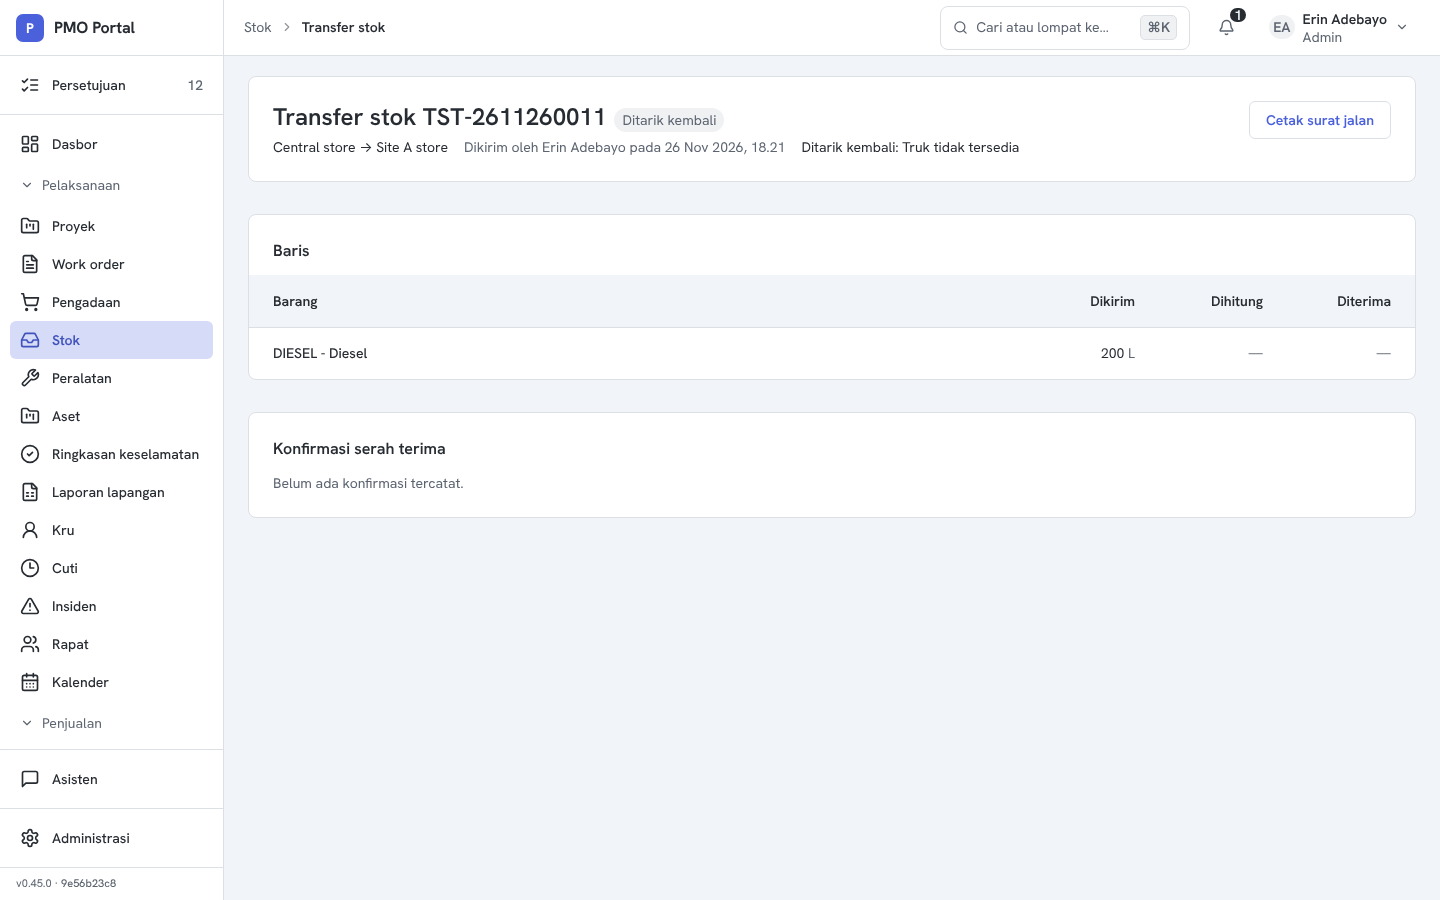 P PMO Portal
Persetujuan 12
Dasbor
Pelaksanaan
Proyek
Work order
Pengadaan
Stok
Peralatan
Aset
Ringkasan keselamatan
Laporan lapangan
Kru
Cuti
Insiden
Rapat
Kalender
Penjualan
Asisten
Administrasi
v0.45.0 · 9e56b23c8
Stok Transfer stok
Cari atau lompat ke... ⌘K
1
EA Erin Adebayo
Admin
Transfer stok TST-2611260011 Ditarik kembali
Central store → Site A store Dikirim oleh Erin Adebayo pada 26 Nov 2026, 18.21 Ditarik kembali: Truk tidak tersedia
Cetak surat jalan
Baris
Barang Dikirim Dihitung Diterima
DIESEL - Diesel 200 L — —
Konfirmasi serah terima
Belum ada konfirmasi tercatat.